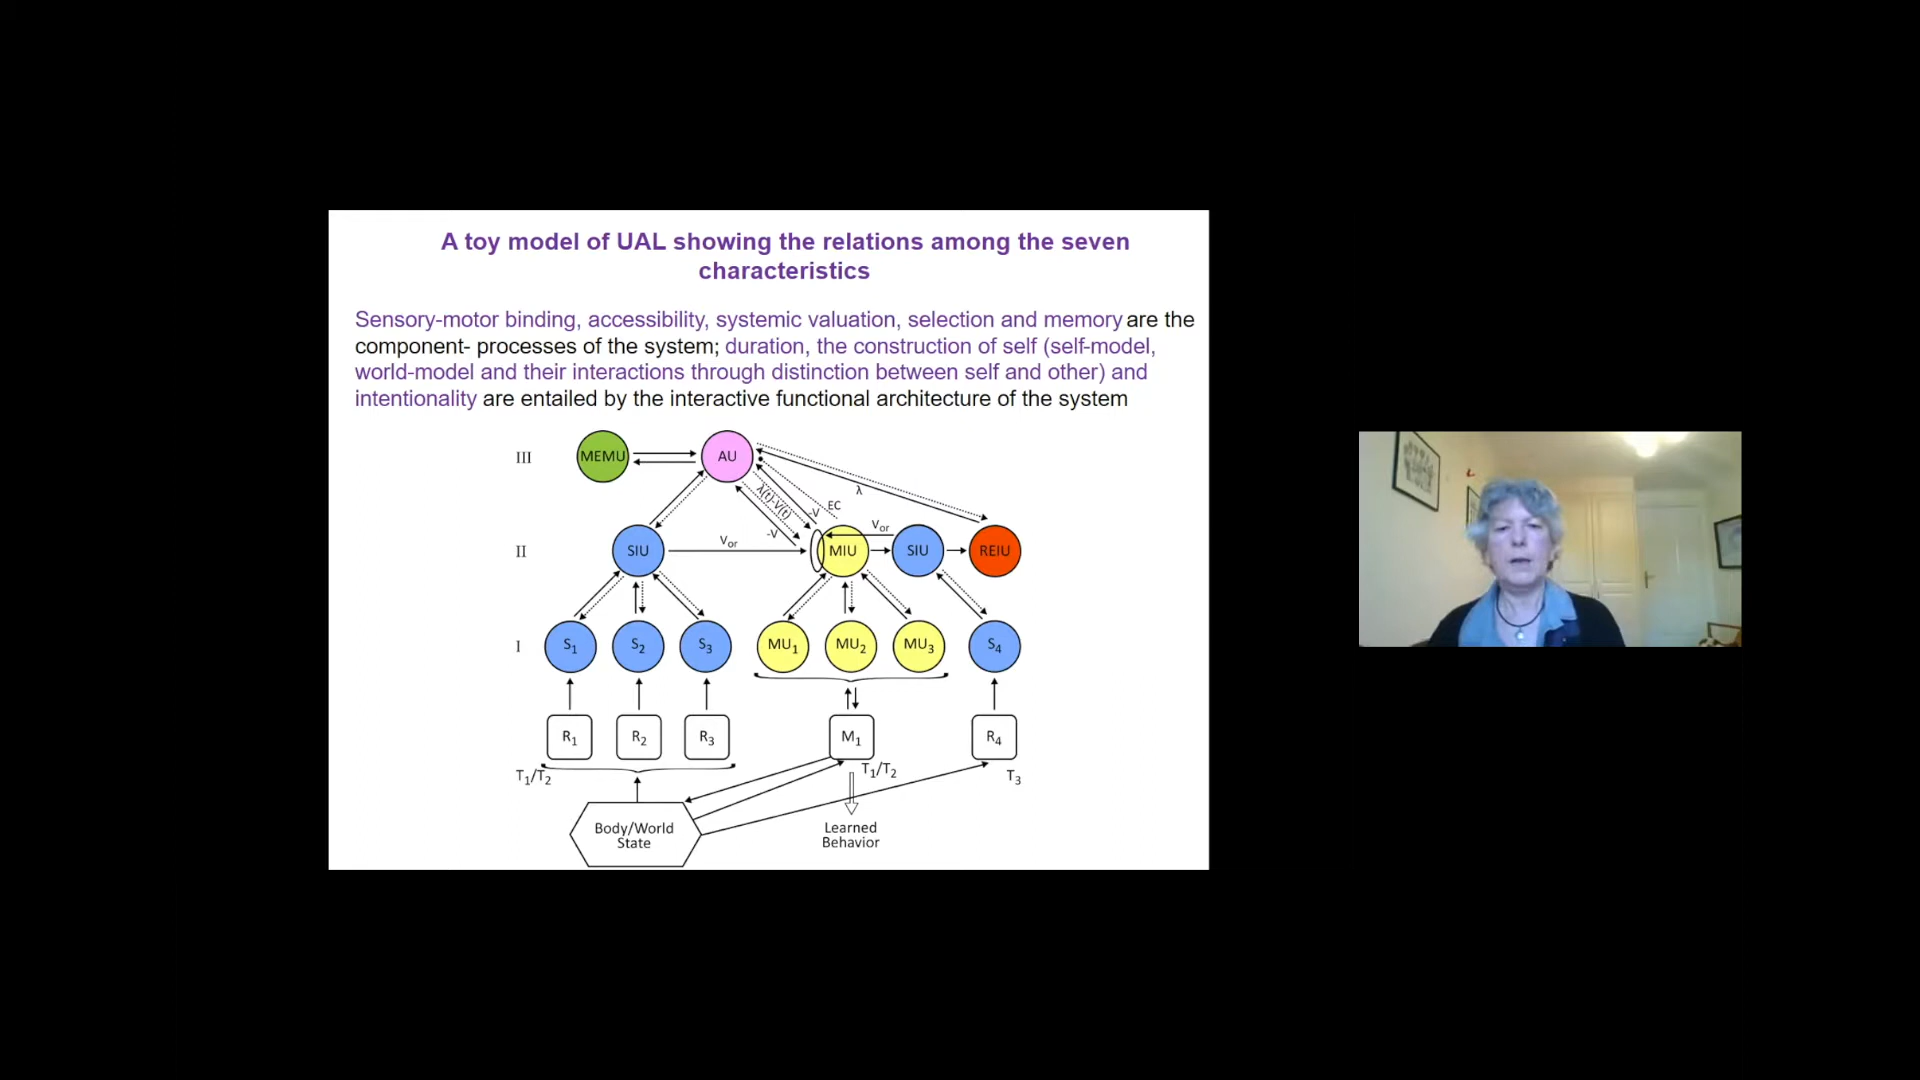 A toy model of UAL showing the relations among the seven
characteristics
Sensory-motor binding, accessibility, systemic valuation, selection and memory are the
component- processes of the system; duration, the construction of self (self-model,
world-model and their interactions through distinction between self and other) and
intentionality are entailed by the interactive functional architecture of the system
III
MEMU
AU
λ
λ(t)-V(t)
-V
EC
-V
II
SIU
Vor
MIU
Vor
SIU
REIU
I
S1
S2
S3
MU1
MU2
MU3
S4
R1
R2
R3
M1
R4
T1/T2
T1/T2
T3
Body/World
State
Learned
Behavior